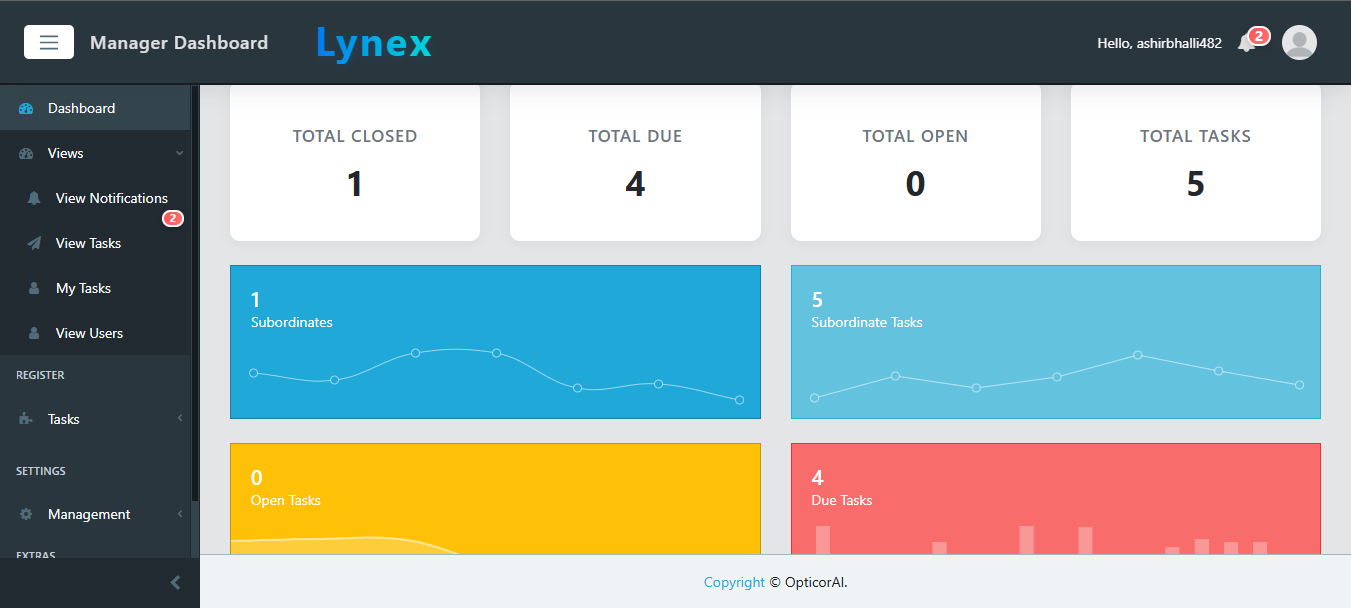 Manager Dashboard
Lynex
Hello, ashirbhalli482
2
Dashboard
Views
View Notifications
2
View Tasks
My Tasks
View Users
REGISTER
Tasks
SETTINGS
Management
EXTRAS
TOTAL CLOSED
1
TOTAL DUE
4
TOTAL OPEN
0
TOTAL TASKS
5
1
Subordinates
5
Subordinate Tasks
0
Open Tasks
4
Due Tasks
Copyright © OpticorAI.